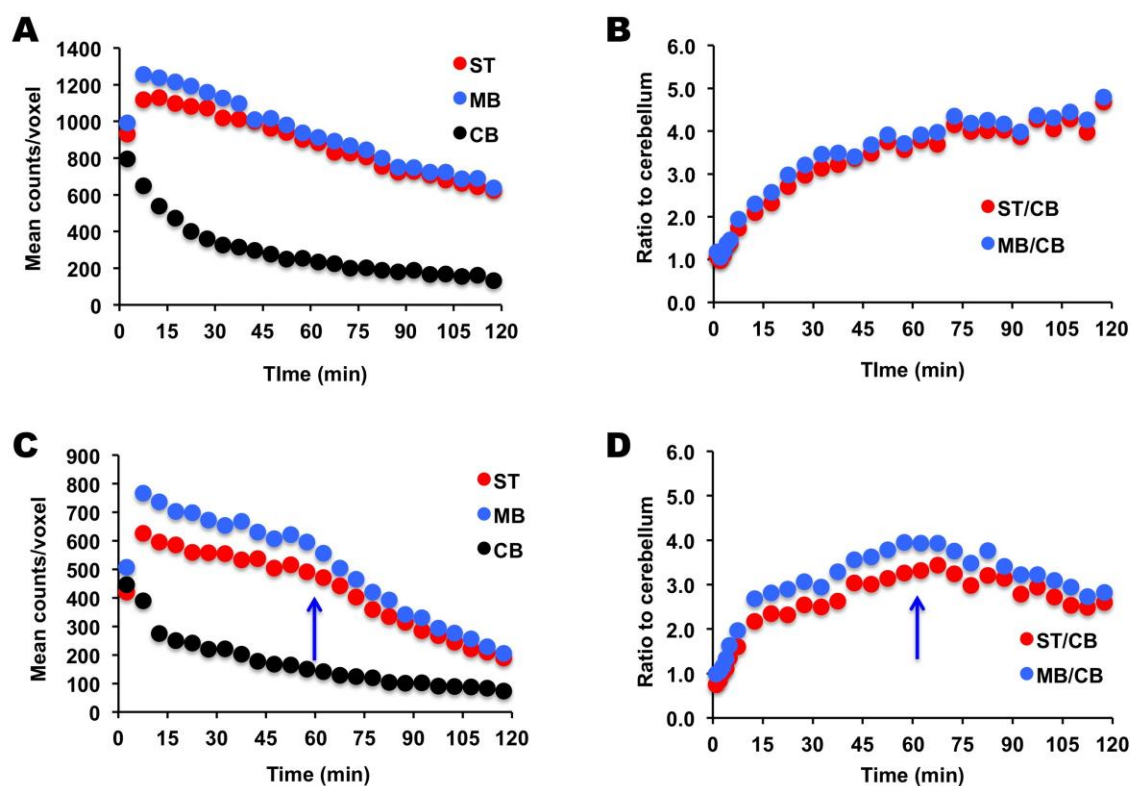 A
Mean counts/voxel
1400
1200
1000
800
600
400
200
0
0 15 30 45 60 75 90 105 120
TIme (min)
ST
MB
CB
B
Ratio to cerebellum
6.0
5.0
4.0
3.0
2.0
1.0
0.0
0 15 30 45 60 75 90 105 120
TIme (min)
ST/CB
MB/CB
C
Mean counts/voxel
900
800
700
600
500
400
300
200
100
0
0 15 30 45 60 75 90 105 120
Time (min)
ST
MB
CB
D
Ratio to cerebellum
6.0
5.0
4.0
3.0
2.0
1.0
0.0
0 15 30 45 60 75 90 105 120
Time (min)
ST/CB
MB/CB